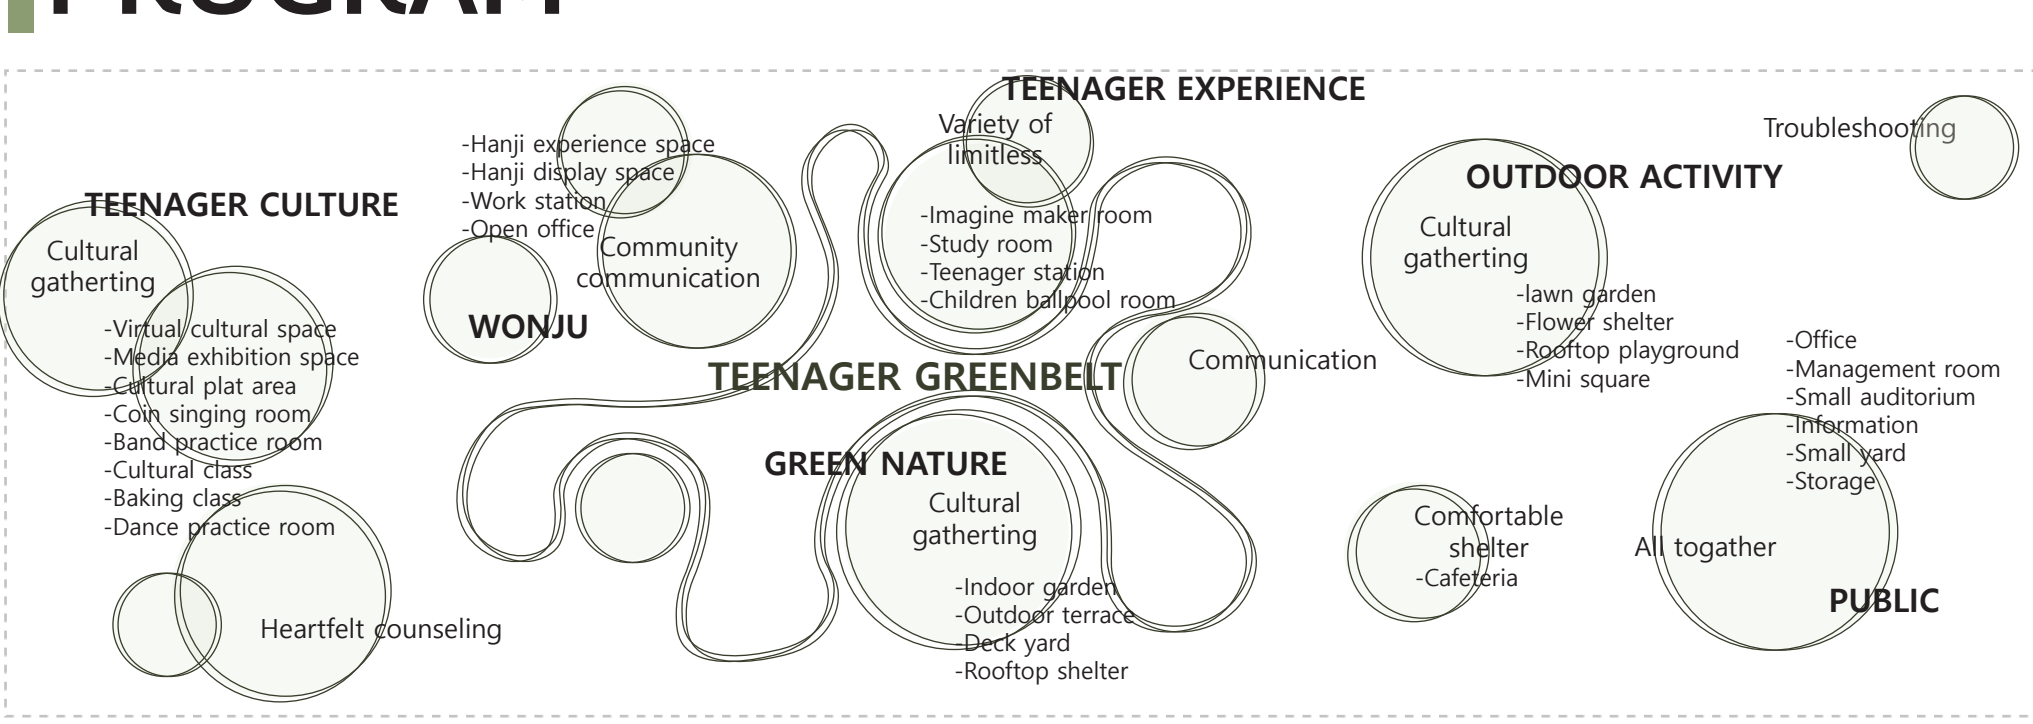 PROGRAM
TEENAGER CULTURE
Cultural
gatherting
-Virtual cultural space
-Media exhibition space
-Cultural plat area
-Coin singing room
-Band practice room
-Cultural class
-Baking class
-Dance practice room
Heartfelt counseling
-Hanji experience space
-Hanji display space
-Work station
-Open office
Community
communication
WONJU
TEENAGER EXPERIENCE
Variety of
limitless
-Imagine maker room
-Study room
-Teenager station
-Children ballpool room
TEENAGER GREENBELT
Communication
GREEN NATURE
Cultural
gatherting
-Indoor garden
-Outdoor terrace
-Deck yard
-Rooftop shelter
OUTDOOR ACTIVITY
Cultural
gatherting
-lawn garden
-Flower shelter
-Rooftop playground
-Mini square
Troubleshooting
Comfortable
shelter
-Cafeteria
-Office
-Management room
-Small auditorium
-Information
-Small yard
-Storage
All togather
PUBLIC